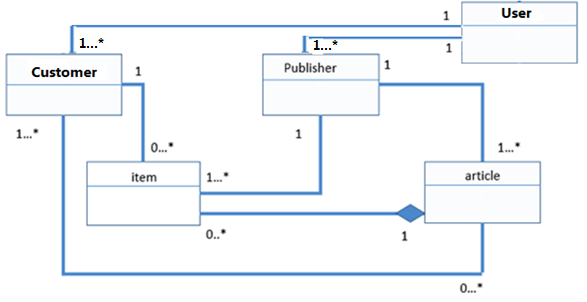 1
User
1...*
1...*
1
Customer
1
Publisher
1
1...*
0...*
1
1...*
item
1...*
article
0..*
1
0...*